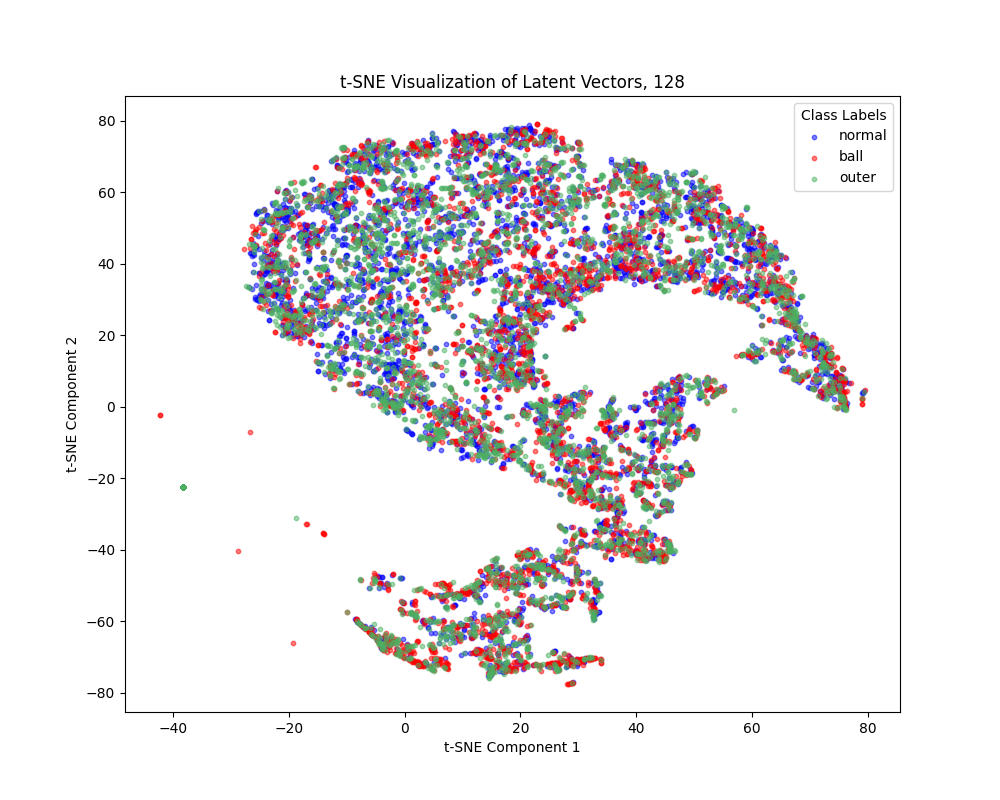 t-SNE Visualization of Latent Vectors, 128
Class Labels
normal
ball
outer
80
60
40
20
0
−20
−40
−60
−80
t-SNE Component 2
−40
−20
0
20
40
60
80
t-SNE Component 1